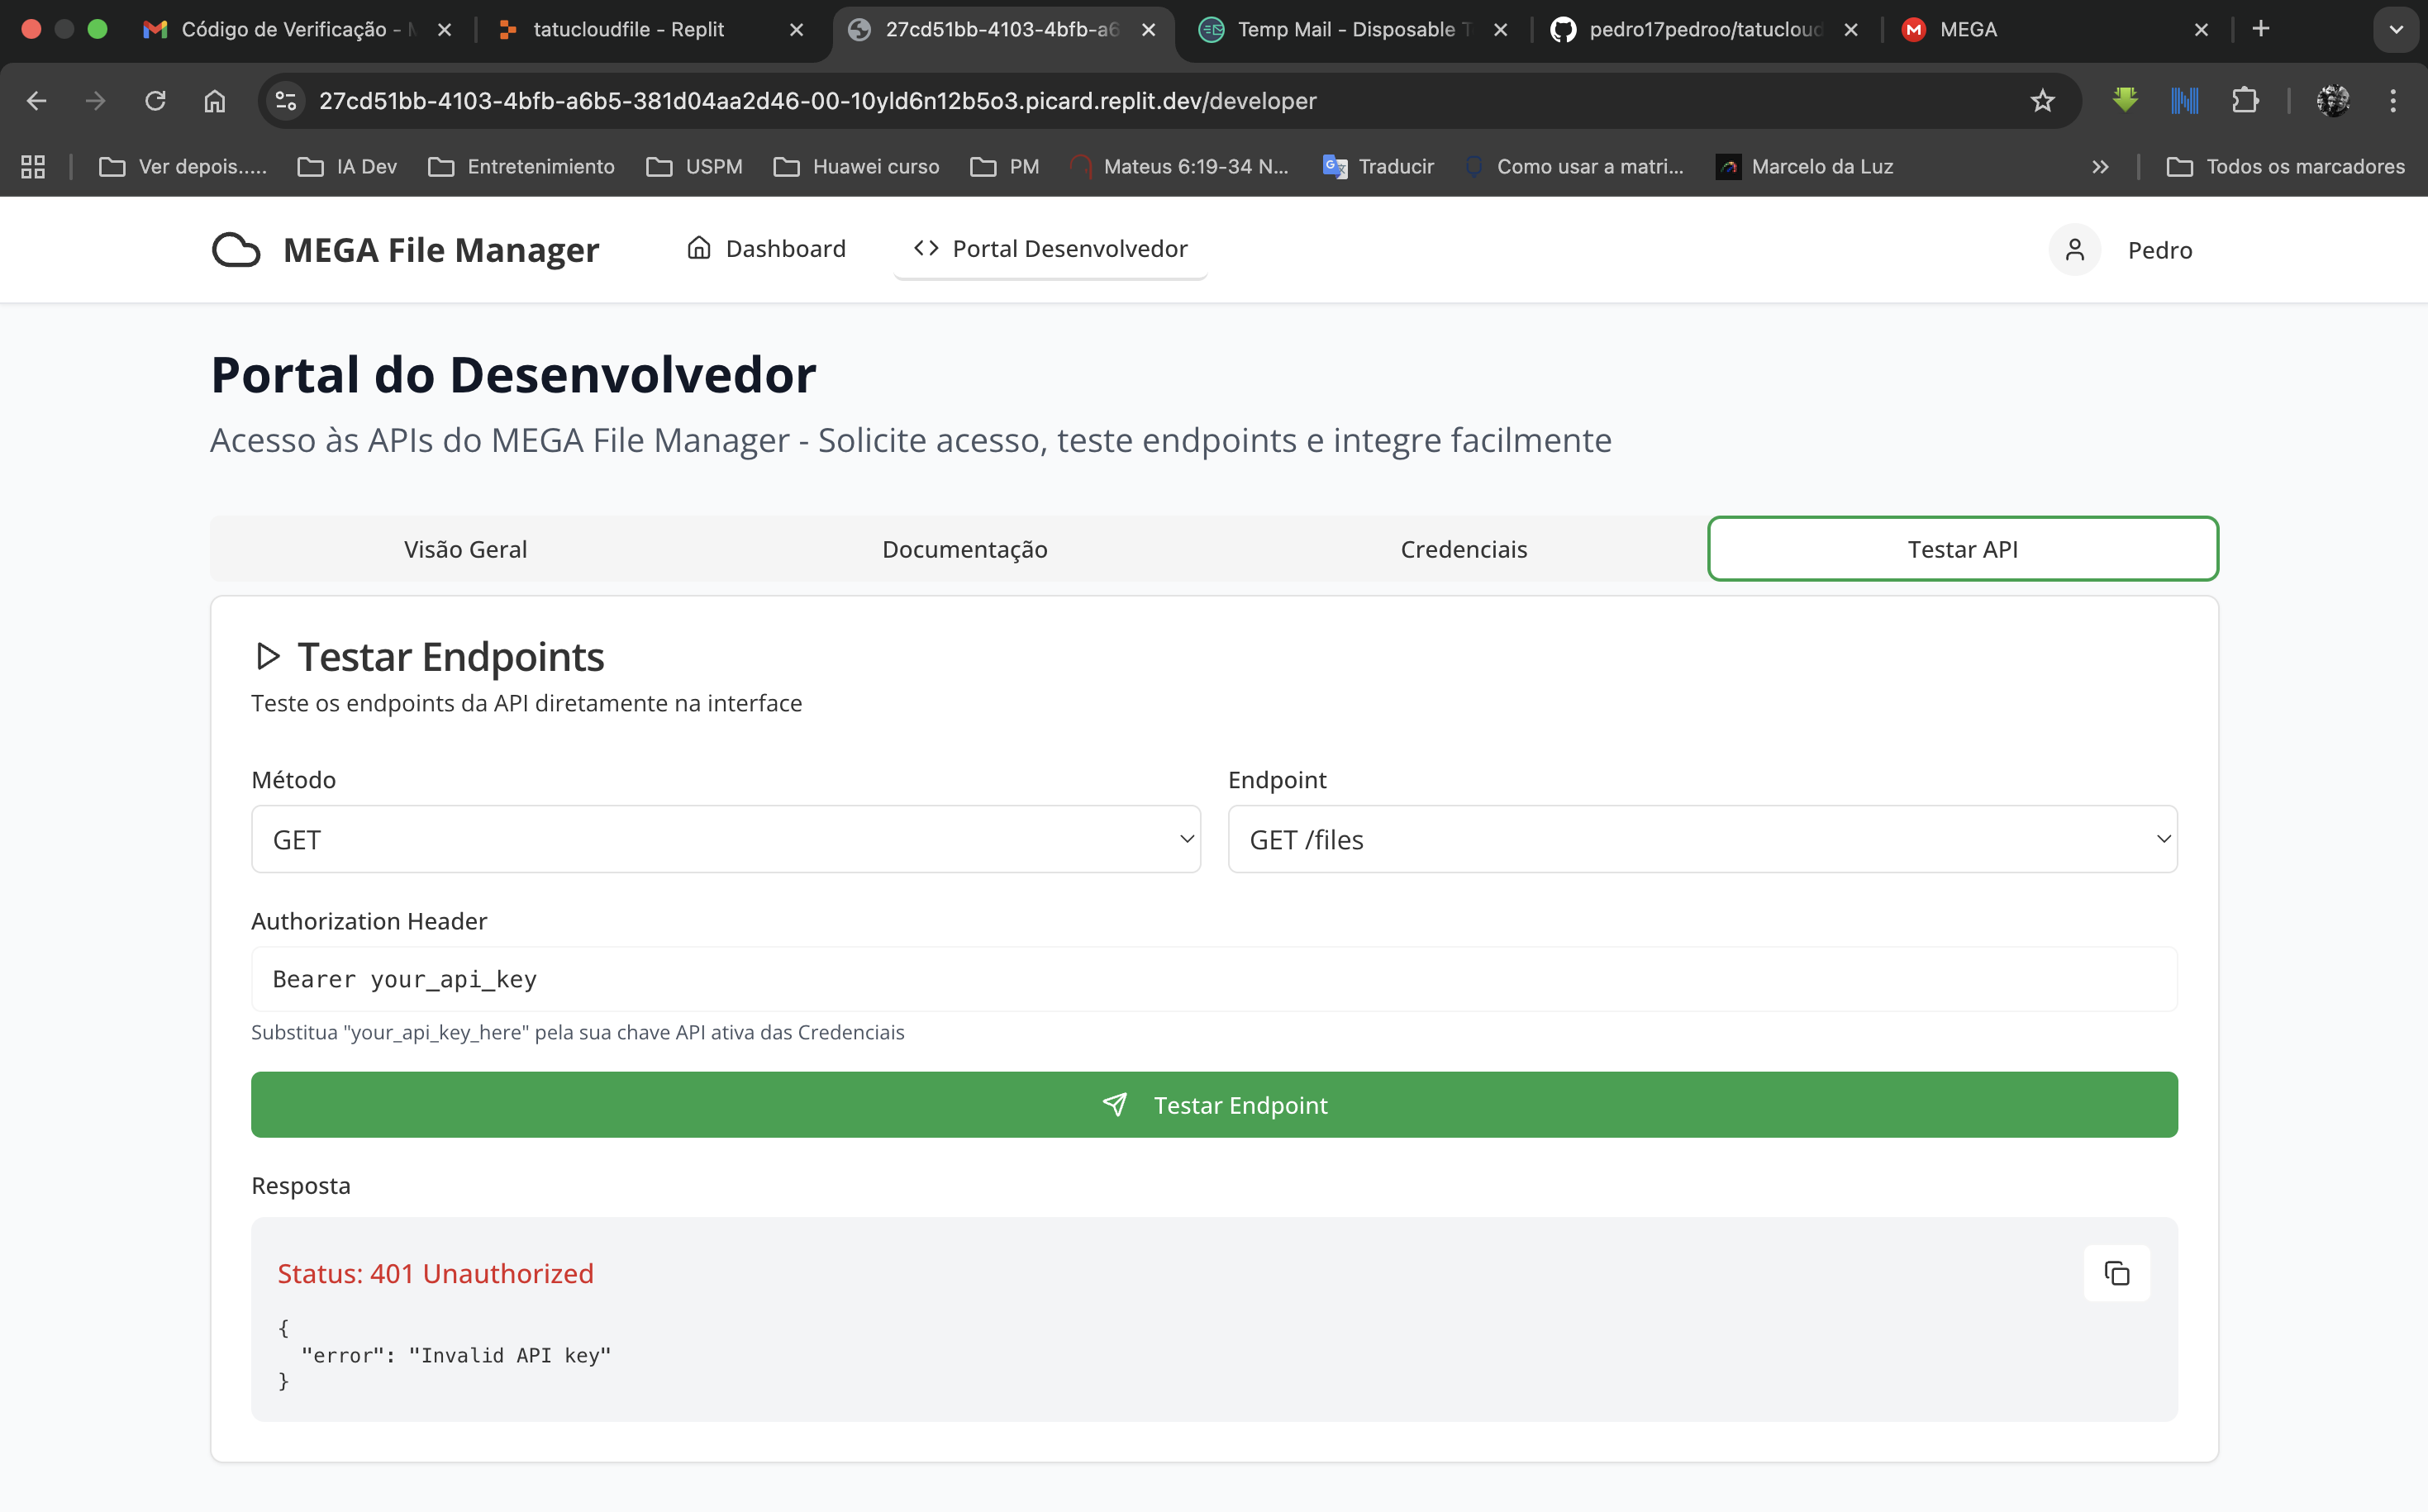 Código de Verificação - M
tatucloudfile - Replit
27cd51bb-4103-4bfb-a6
Temp Mail - Disposable T
pedro17pedroo/tatucloud
MEGA
27cd51bb-4103-4bfb-a6b5-381d04aa2d46-00-10yld6n12b5o3.picard.replit.dev/developer
Ver depois.....
IA Dev
Entretenimiento
USPM
Huawei curso
PM
Mateus 6:19-34 N...
Traducir
Como usar a matri...
Marcelo da Luz
Todos os marcadores
MEGA File Manager
Dashboard
Portal Desenvolvedor
Pedro
Portal do Desenvolvedor
Acesso às APIs do MEGA File Manager - Solicite acesso, teste endpoints e integre facilmente
Visão Geral
Documentação
Credenciais
Testar API
Testar Endpoints
Teste os endpoints da API diretamente na interface
Método
Endpoint
GET
GET /files
Authorization Header
Bearer your_api_key
Substitua "your_api_key_here" pela sua chave API ativa das Credenciais
Testar Endpoint
Resposta
Status: 401 Unauthorized
{
"error": "Invalid API key"
}